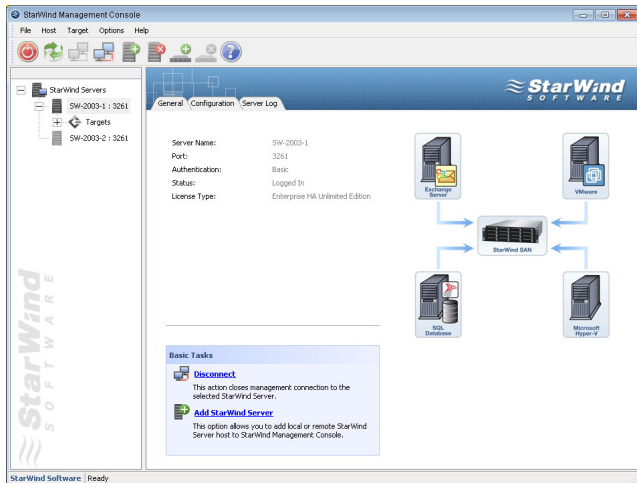 StarWind Management Console
File Host Target Options Help
StarWind Servers
SW-2003-1 : 3261
Targets
SW-2003-2 : 3261
StarWind
SOFTWARE
StarWind
SOFTWARE
General Configuration Server Log
Server Name: SW-2003-1
Port: 3261
Authentication: Basic
Status: Logged In
License Type: Enterprise HA Unlimited Edition
Exchange
Server
VMware
StarWind SAN
SQL
Database
Microsoft
Hyper-V
Basic Tasks
Disconnect
This action closes management connection to the
selected StarWind Server.
Add StarWind Server
This option allows you to add local or remote StarWind
Server host to StarWind Management Console.
StarWind Software Ready